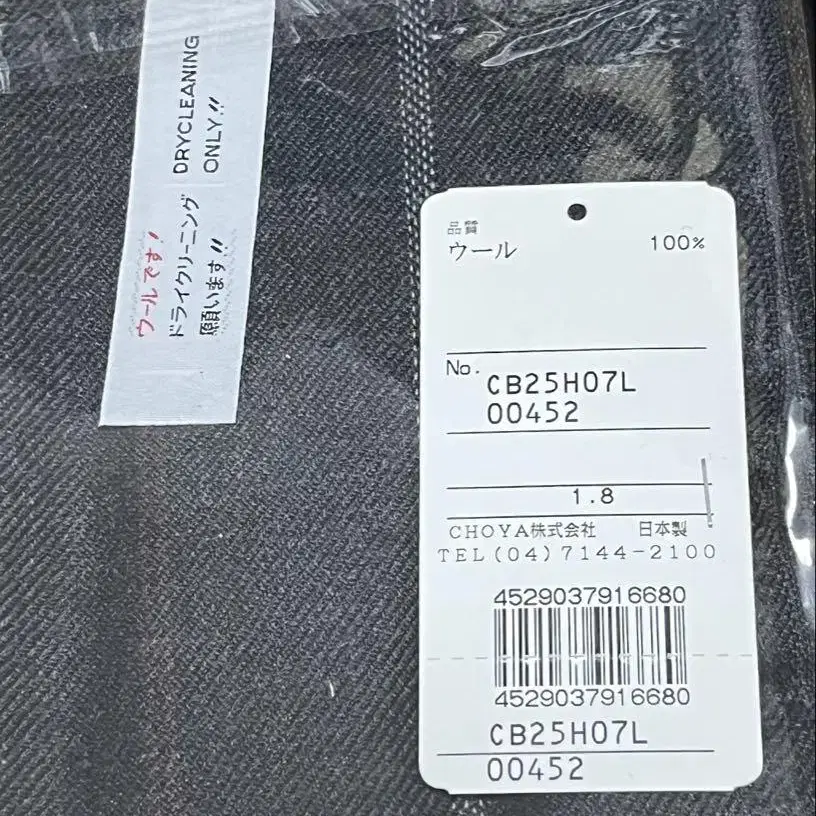 ウールです!
ドライクリーニング
願います!!
DRYCLEANING
ONLY!!
品質
ウール 100%
No.
CB25H07L
00452
1.8
CHOYA株式会社 日本製
TEL(04)7144-2100
4529037916680
4529037916680
CB25H07L
00452